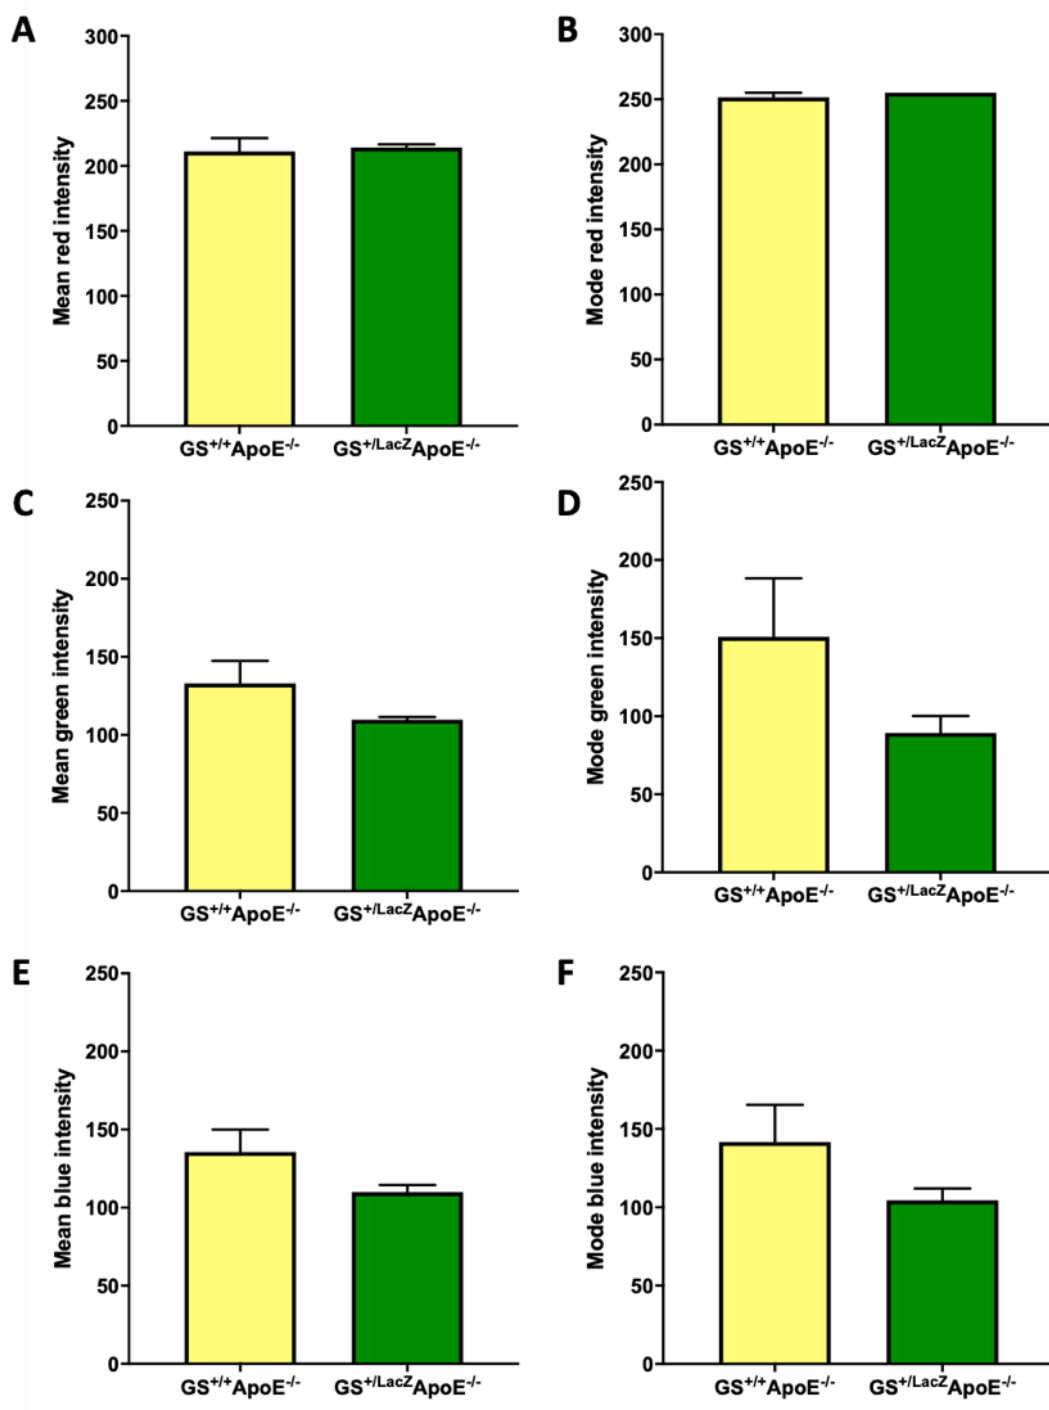 A
Mean red intensity
300
250
200
150
100
50
0
GS+/+ApoE-/- GS+/LacZApoE-/-
B
Mode red intensity
300
250
200
150
100
50
0
GS+/+ApoE-/- GS+/LacZApoE-/-
C
Mean green intensity
250
200
150
100
50
0
GS+/+ApoE-/- GS+/LacZApoE-/-
D
Mode green intensity
250
200
150
100
50
0
GS+/+ApoE-/- GS+/LacZApoE-/-
E
Mean blue intensity
250
200
150
100
50
0
GS+/+ApoE-/- GS+/LacZApoE-/-
F
Mode blue intensity
250
200
150
100
50
0
GS+/+ApoE-/- GS+/LacZApoE-/-